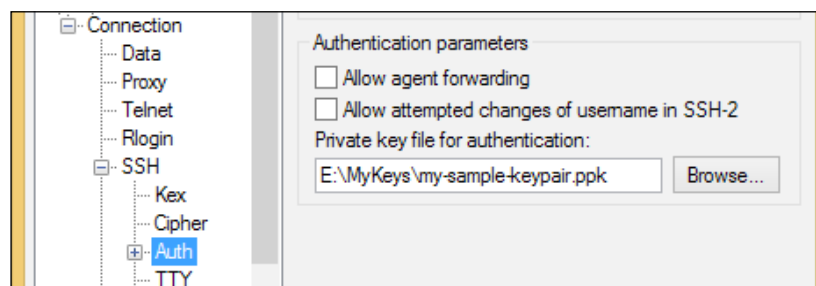 Connection
Data
Proxy
Telnet
Rlogin
SSH
Kex
Cipher
Auth
TTY
Authentication parameters
Allow agent forwarding
Allow attempted changes of username in SSH-2
Private key file for authentication:
E:\MyKeys\my-sample-keypair.ppk
Browse...